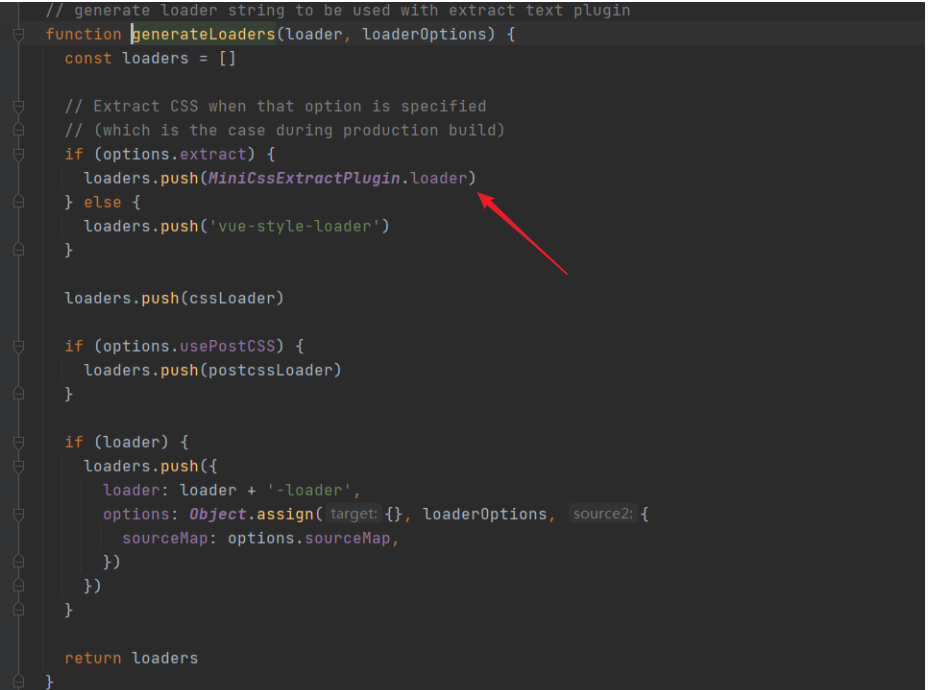 // generate loader string to be used with extract text plugin
function generateLoaders(loader, loaderOptions) {
const loaders = []
// Extract CSS when that option is specified
// (which is the case during production build)
if (options.extract) {
loaders.push(MiniCssExtractPlugin.loader)
} else {
loaders.push('vue-style-loader')
}
loaders.push(cssLoader)
if (options.usePostCSS) {
loaders.push(postcssLoader)
}
if (loader) {
loaders.push({
loader: loader + '-loader',
options: Object.assign( target: {}, loaderOptions, source2: {
sourceMap: options.sourceMap,
})
})
}
return loaders
}